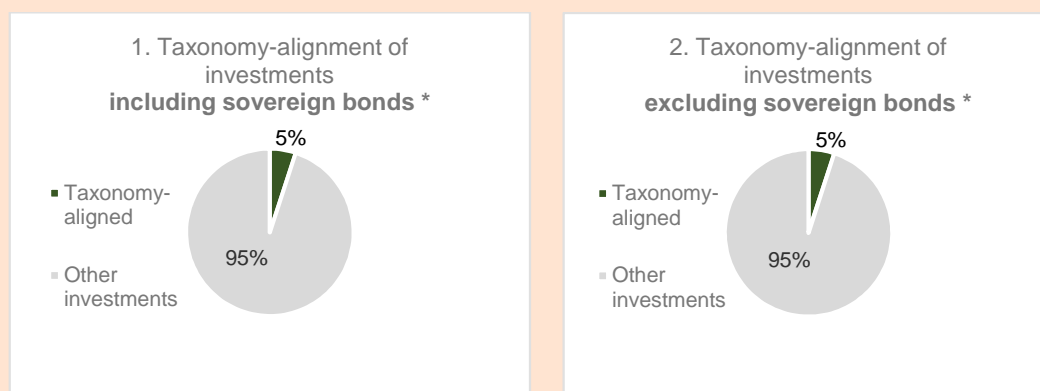 1. Taxonomy-alignment of
investments
including sovereign bonds *
5%
Taxonomy-
aligned
95%
Other
investments
2. Taxonomy-alignment of
investments
excluding sovereign bonds *
5%
Taxonomy-
aligned
95%
Other
investments